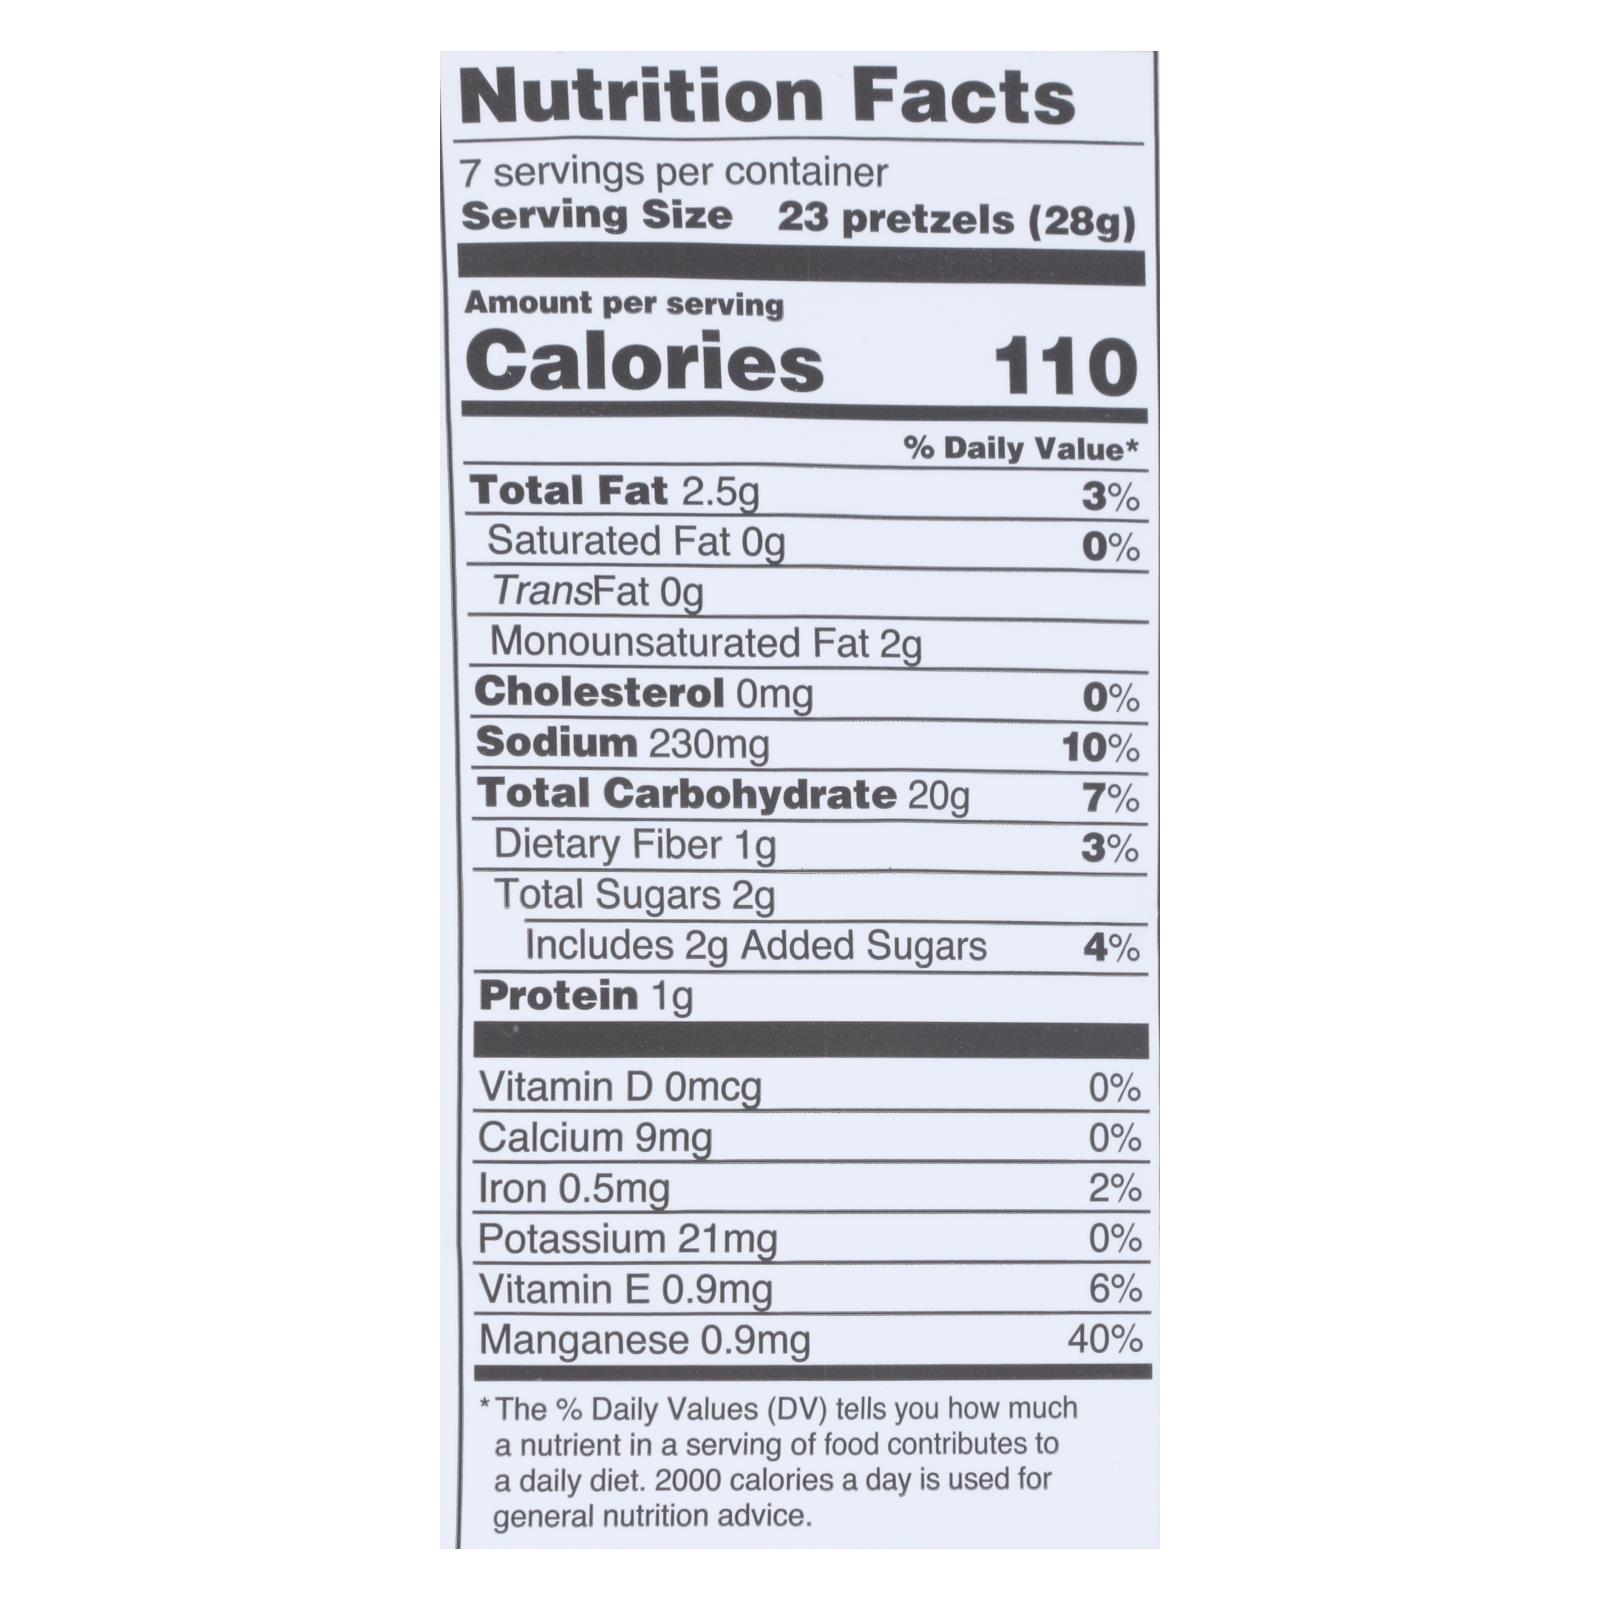 Nutrition Facts
7 servings per container
Serving Size 23 pretzels (28g)
Amount per serving
Calories 110
% Daily Value*
Total Fat 2.5g 3%
Saturated Fat 0g 0%
TransFat 0g
Monounsaturated Fat 2g
Cholesterol 0mg 0%
Sodium 230mg 10%
Total Carbohydrate 20g 7%
Dietary Fiber 1g 3%
Total Sugars 2g
Includes 2g Added Sugars 4%
Protein 1g
Vitamin D 0mcg 0%
Calcium 9mg 0%
Iron 0.5mg 2%
Potassium 21mg 0%
Vitamin E 0.9mg 6%
Manganese 0.9mg 40%
* The % Daily Values (DV) tells you how much
a nutrient in a serving of food contributes to
a daily diet. 2000 calories a day is used for
general nutrition advice.